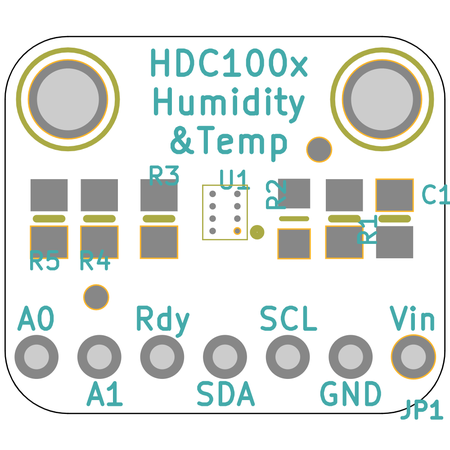 HDC100x
Humidity
&Temp
R3
U1
R2
C1
R1
R5 R4
A0 Rdy SCL Vin
A1 SDA GND
JP1